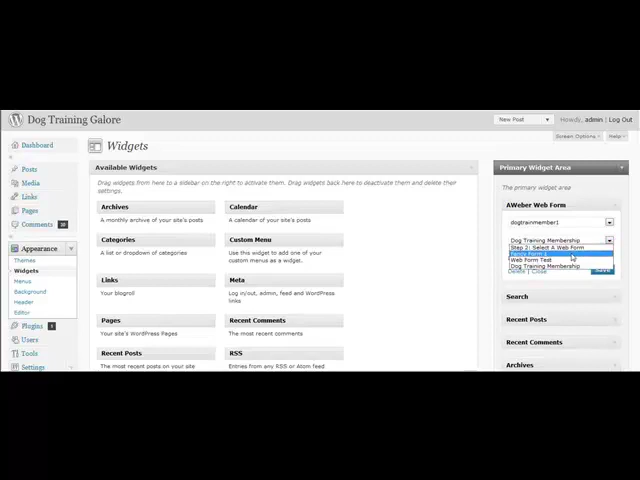 Dog Training Galore
New Post
Howdy, admin | Log Out
Screen Options
Help
Dashboard
Posts
Media
Links
Pages
Comments
Appearance
Themes
Widgets
Menus
Background
Header
Editor
Plugins
Users
Tools
Settings
Widgets
Available Widgets
Drag widgets from here to a sidebar on the right to activate them. Drag widgets back here to deactivate them and delete their
settings.
Archives
A monthly archive of your site's posts
Calendar
A calendar of your site's posts
Categories
A list or dropdown of categories
Custom Menu
Use this widget to add one of your
custom menus as a widget.
Links
Your blogroll
Meta
Log in/out, admin, feed and WordPress
links
Pages
Your site's WordPress Pages
Recent Comments
The most recent comments
Recent Posts
The most recent posts on your site
RSS
Entries from any RSS or Atom feed
Primary Widget Area
The primary widget area
AWeber Web Form
dogtrainmember1
Dog Training Membership
Step 2: Select A Web Form
Fancy Form 1
Web Form Test
Dog Training Membership
Delete | Close
Save
Search
Recent Posts
Recent Comments
Archives